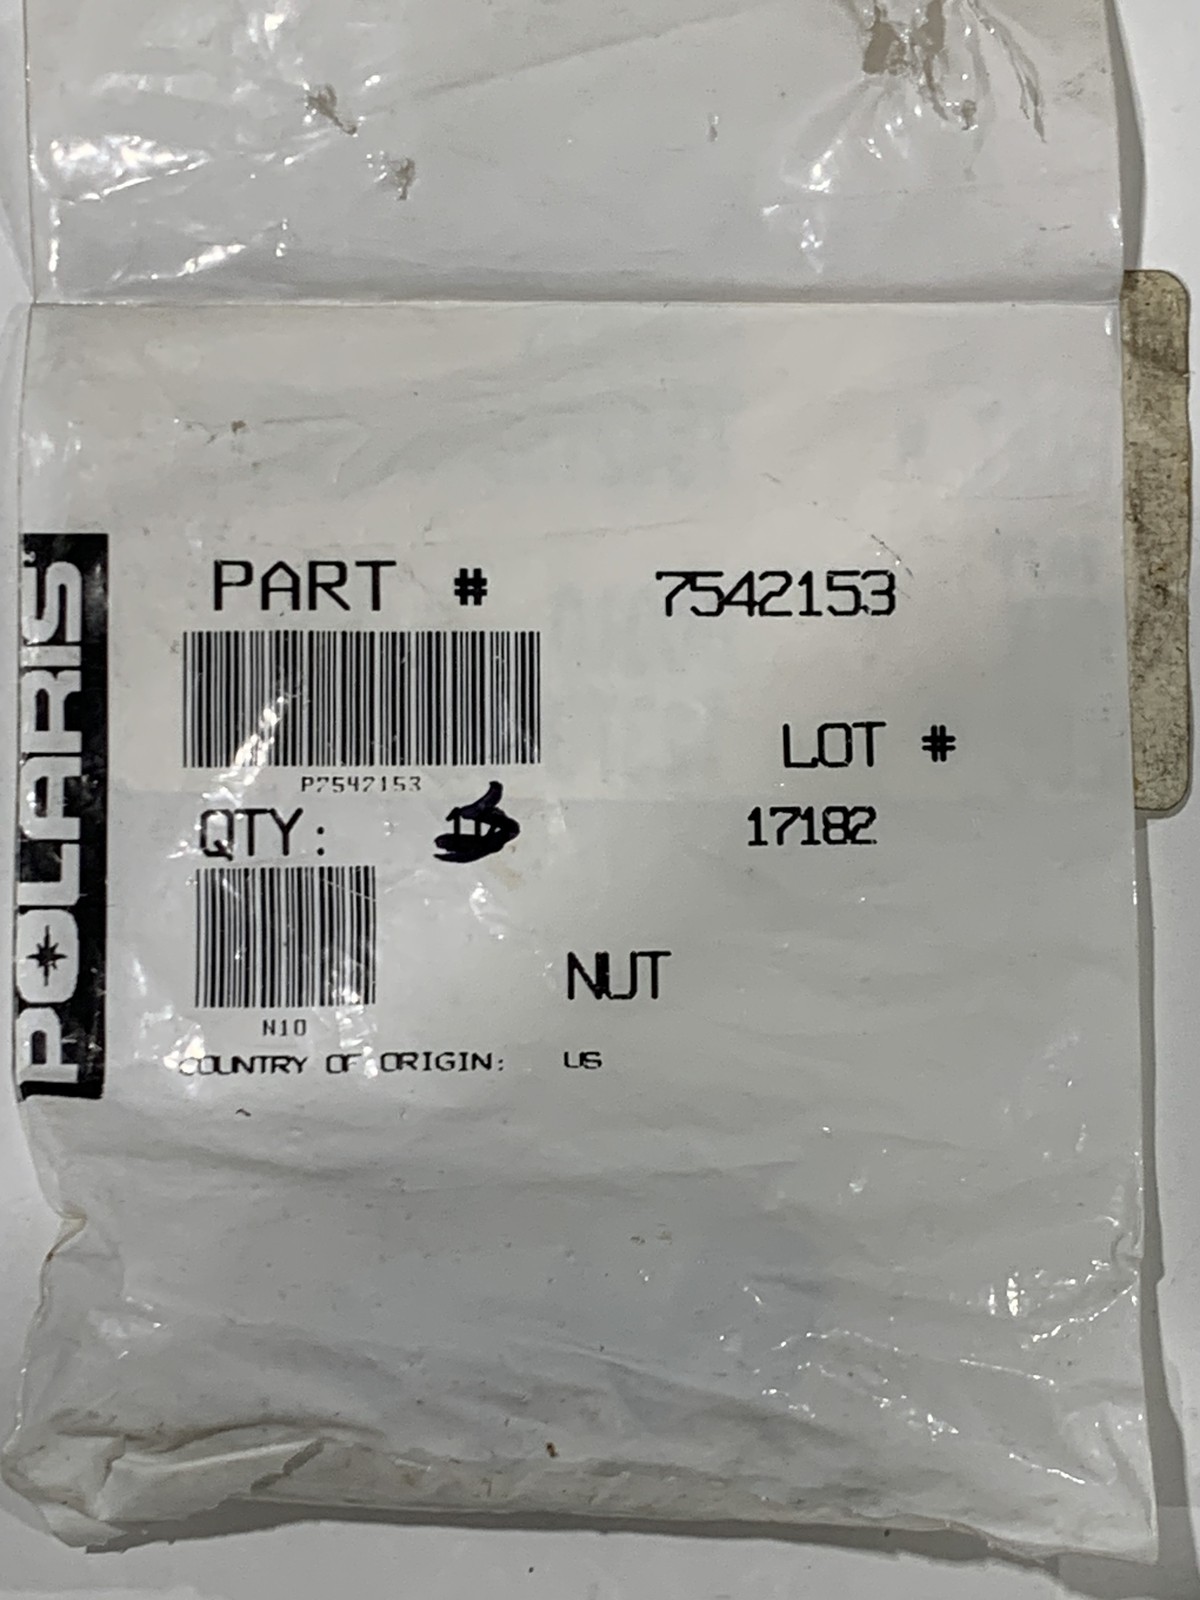 POLARIS
PART # 7542153
P7542153
LOT #
QTY: 17182
N10
NUT
COUNTRY OF ORIGIN: US